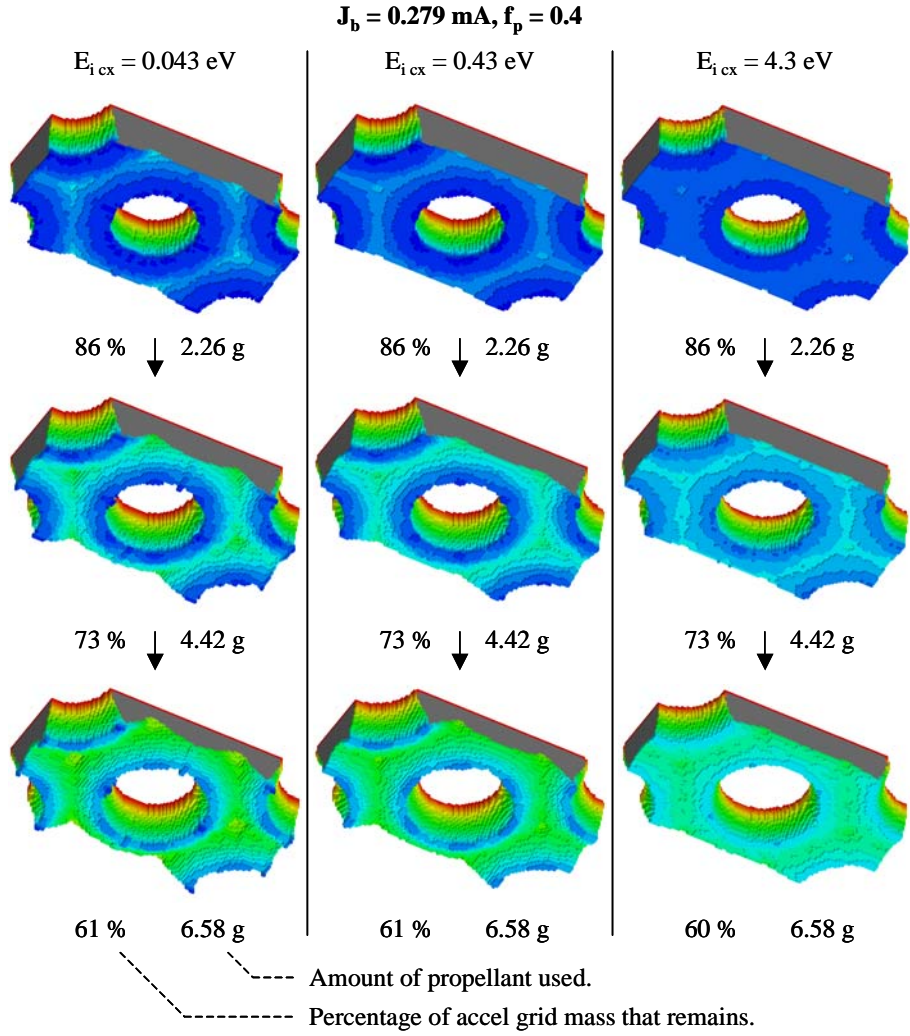 J_b = 0.279 mA, f_p = 0.4
E_i cx = 0.043 eV E_i cx = 0.43 eV E_i cx = 4.3 eV
86 % 2.26 g 86 % 2.26 g 86 % 2.26 g
73 % 4.42 g 73 % 4.42 g 73 % 4.42 g
61 % 6.58 g 61 % 6.58 g 60 % 6.58 g
Amount of propellant used.
Percentage of accel grid mass that remains.